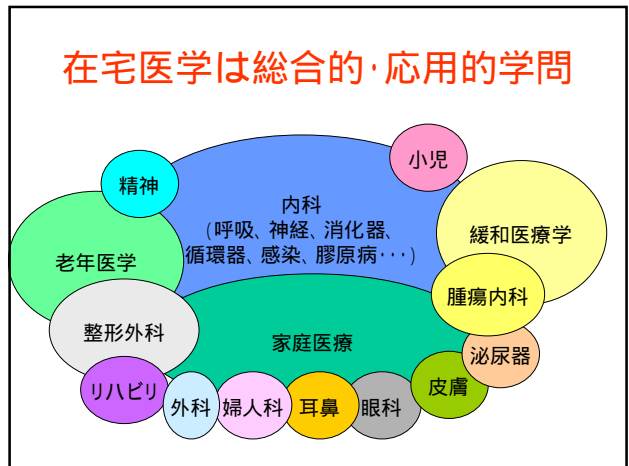 在宅医学は総合的・応用的学問
小児
精神
内科
(呼吸、神経、消化器、
循環器、感染、膠原病･･･)
緩和医療学
老年医学
腫瘍内科
整形外科
家庭医療
泌尿器
リハビリ
外科
婦人科
耳鼻
眼科
皮膚